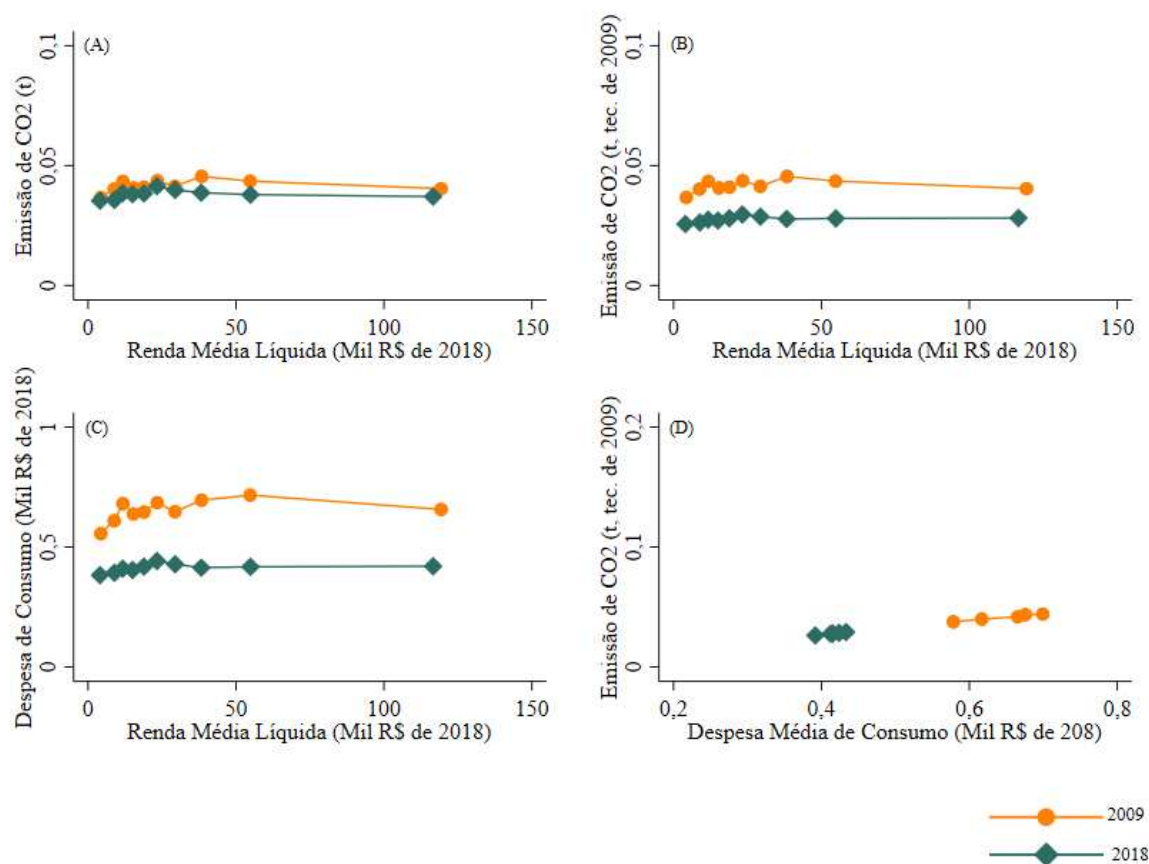 (A)
Emissão de CO2 (t)
0,1
0,05
0
0
50
100
150
Renda Média Líquida (Mil R$ de 2018)
(B)
Emissão de CO2 (t, tec. de 2009)
0,1
0,05
0
0
50
100
150
Renda Média Líquida (Mil R$ de 2018)
(C)
Despesa de Consumo (Mil R$ de 2018)
1
0,5
0
0
50
100
150
Renda Média Líquida (Mil R$ de 2018)
(D)
Emissão de CO2 (t, tec. de 2009)
0,2
0,1
0
0,2
0,4
0,6
0,8
Despesa Média de Consumo (Mil R$ de 208)
2009
2018